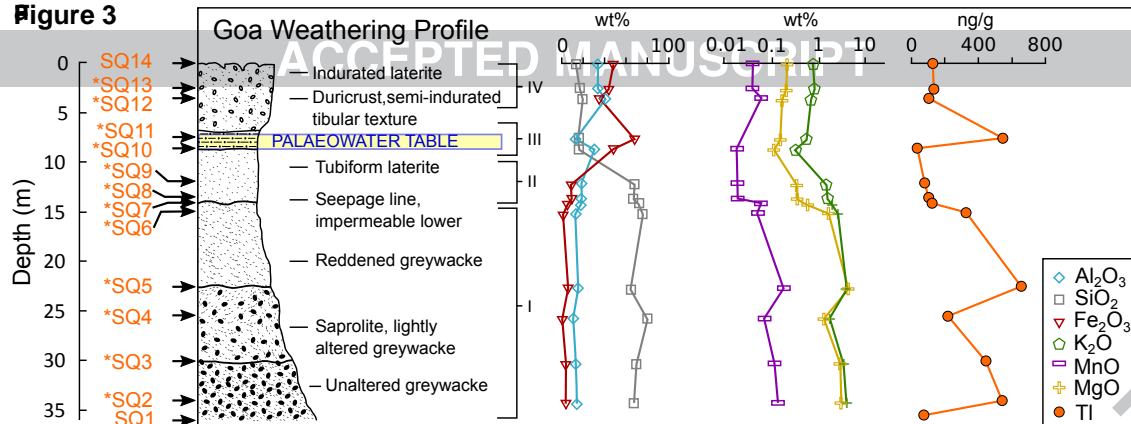 Figure 3
ACCEPTED MANUSCRIPT
Goa Weathering Profile
wt%
wt%
ng/g
0 100
0.01 0.1 1 10
0 400 800
Depth (m)
0
5
10
15
20
25
30
35
SQ14
*SQ13
*SQ12
*SQ11
*SQ10
*SQ9
*SQ8
*SQ7
*SQ6
*SQ5
*SQ4
*SQ3
*SQ2
SQ1
Indurated laterite
Duricrust,semi-indurated
tibular texture
PALAEOWATER TABLE
Tubiform laterite
Seepage line,
impermeable lower
Reddened greywacke
Saprolite, lightly
altered greywacke
Unaltered greywacke
IV
III
II
I
Al₂O₃
SiO₂
Fe₂O₃
K₂O
MnO
MgO
Tl